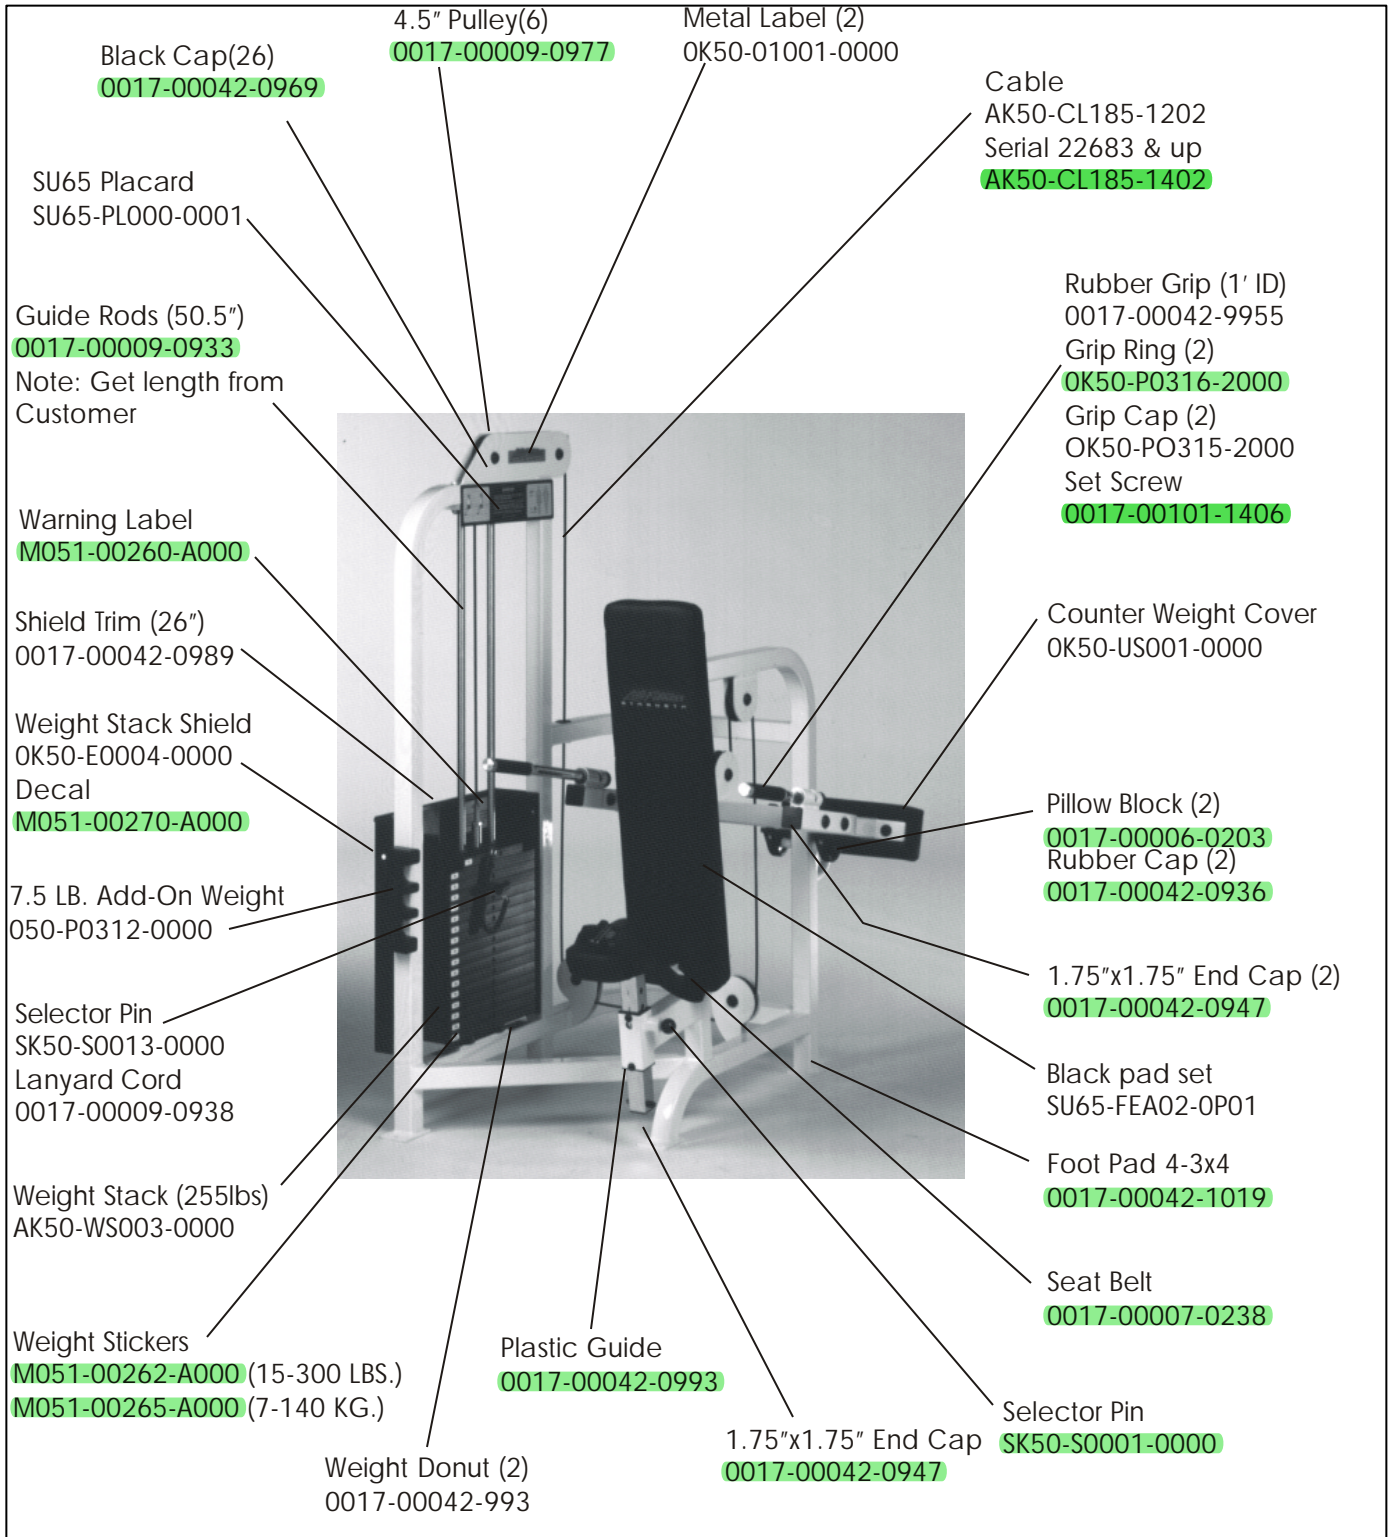 4.5" Pulley(6)
0017-00009-0977
Metal Label (2)
0K50-01001-0000
Black Cap(26)
0017-00042-0969
Cable
AK50-CL185-1202
Serial 22683 & up
AK50-CL185-1402
SU65 Placard
SU65-PL000-0001
Rubber Grip (1' ID)
0017-00042-9955
Grip Ring (2)
0K50-P0316-2000
Grip Cap (2)
OK50-PO315-2000
Set Screw
0017-00101-1406
Guide Rods (50.5")
0017-00009-0933
Note: Get length from
Customer
Warning Label
M051-00260-A000
Shield Trim (26")
0017-00042-0989
Counter Weight Cover
0K50-US001-0000
Weight Stack Shield
0K50-E0004-0000
Decal
M051-00270-A000
Pillow Block (2)
0017-00006-0203
Rubber Cap (2)
0017-00042-0936
7.5 LB. Add-On Weight
050-P0312-0000
1.75"x1.75" End Cap (2)
0017-00042-0947
Selector Pin
SK50-S0013-0000
Lanyard Cord
0017-00009-0938
Black pad set
SU65-FEA02-0P01
Foot Pad 4-3x4
0017-00042-1019
Weight Stack (255lbs)
AK50-WS003-0000
Seat Belt
0017-00007-0238
Weight Stickers
M051-00262-A000 (15-300 LBS.)
M051-00265-A000 (7-140 KG.)
Plastic Guide
0017-00042-0993
Selector Pin
SK50-S0001-0000
1.75"x1.75" End Cap
0017-00042-0947
Weight Donut (2)
0017-00042-993